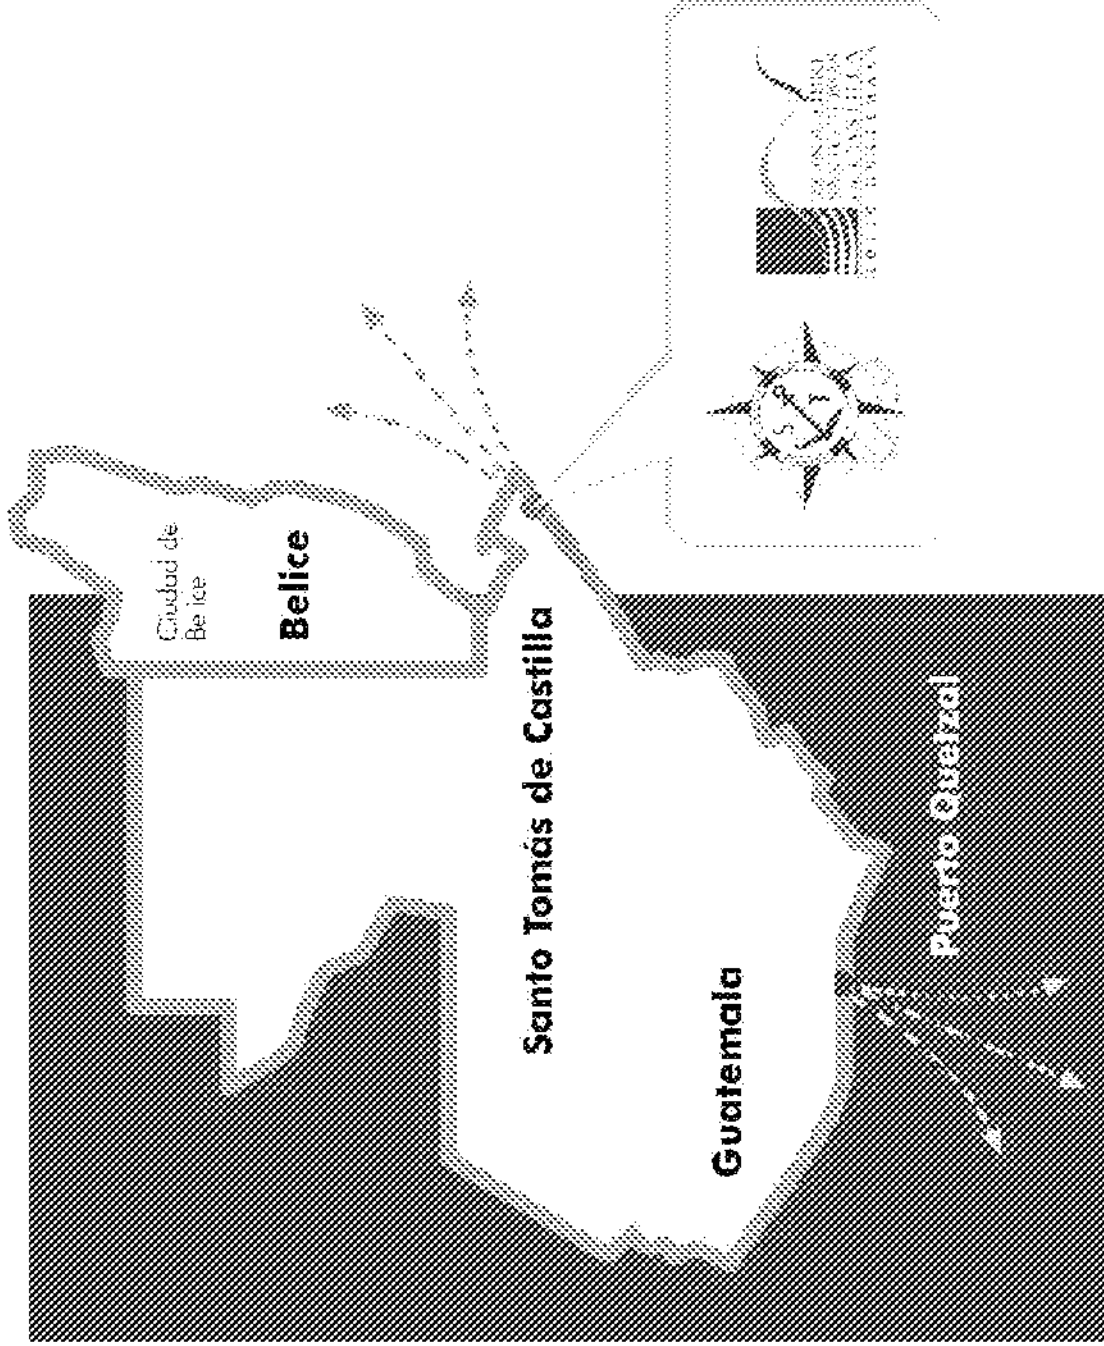 Ciudad de
Belice
Belice
Santo Tomás de Castilla
Guatemala
Puerto Quetzal